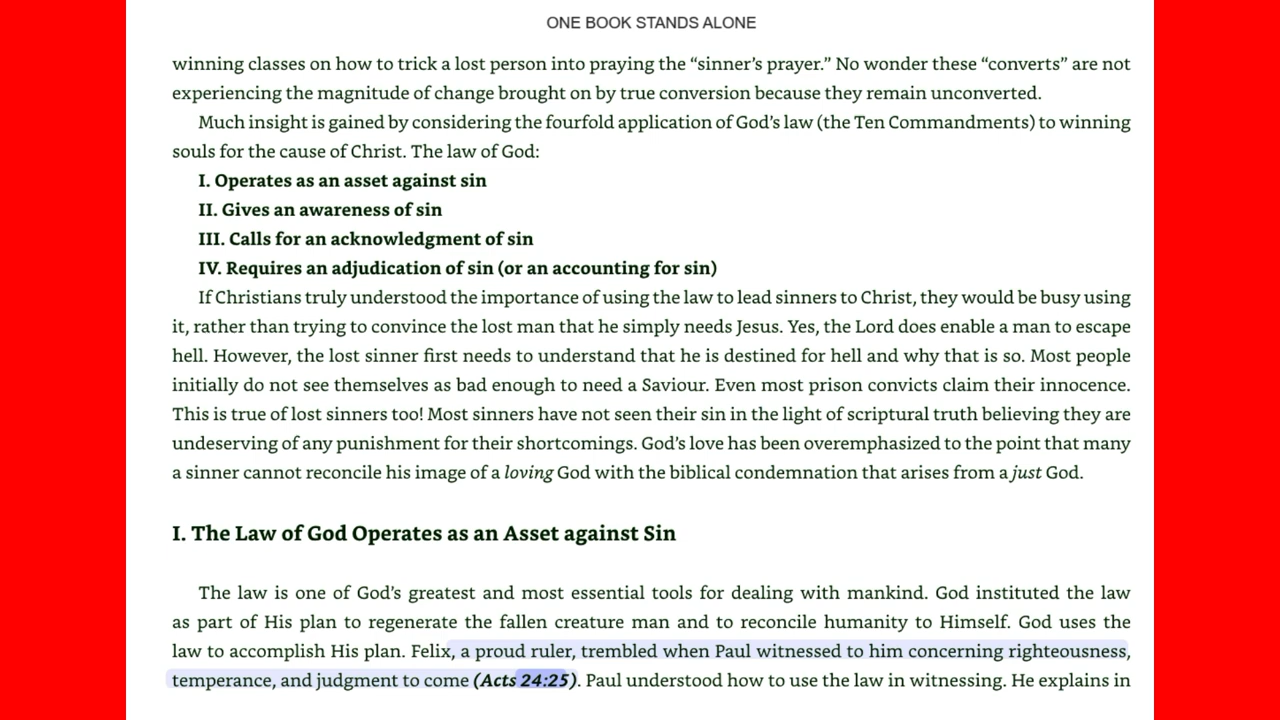 ONE BOOK STANDS ALONE
winning classes on how to trick a lost person into praying the “sinner’s prayer.” No wonder these “converts” are not
experiencing the magnitude of change brought on by true conversion because they remain unconverted.
Much insight is gained by considering the fourfold application of God’s law (the Ten Commandments) to winning
souls for the cause of Christ. The law of God:
I. Operates as an asset against sin
II. Gives an awareness of sin
III. Calls for an acknowledgment of sin
IV. Requires an adjudication of sin (or an accounting for sin)
If Christians truly understood the importance of using the law to lead sinners to Christ, they would be busy using
it, rather than trying to convince the lost man that he simply needs Jesus. Yes, the Lord does enable a man to escape
hell. However, the lost sinner first needs to understand that he is destined for hell and why that is so. Most people
initially do not see themselves as bad enough to need a Saviour. Even most prison convicts claim their innocence.
This is true of lost sinners too! Most sinners have not seen their sin in the light of scriptural truth believing they are
undeserving of any punishment for their shortcomings. God’s love has been overemphasized to the point that many
a sinner cannot reconcile his image of a loving God with the biblical condemnation that arises from a just God.
I. The Law of God Operates as an Asset against Sin
The law is one of God’s greatest and most essential tools for dealing with mankind. God instituted the law
as part of His plan to regenerate the fallen creature man and to reconcile humanity to Himself. God uses the
law to accomplish His plan. Felix, a proud ruler, trembled when Paul witnessed to him concerning righteousness,
temperance, and judgment to come (Acts 24:25). Paul understood how to use the law in witnessing. He explains in